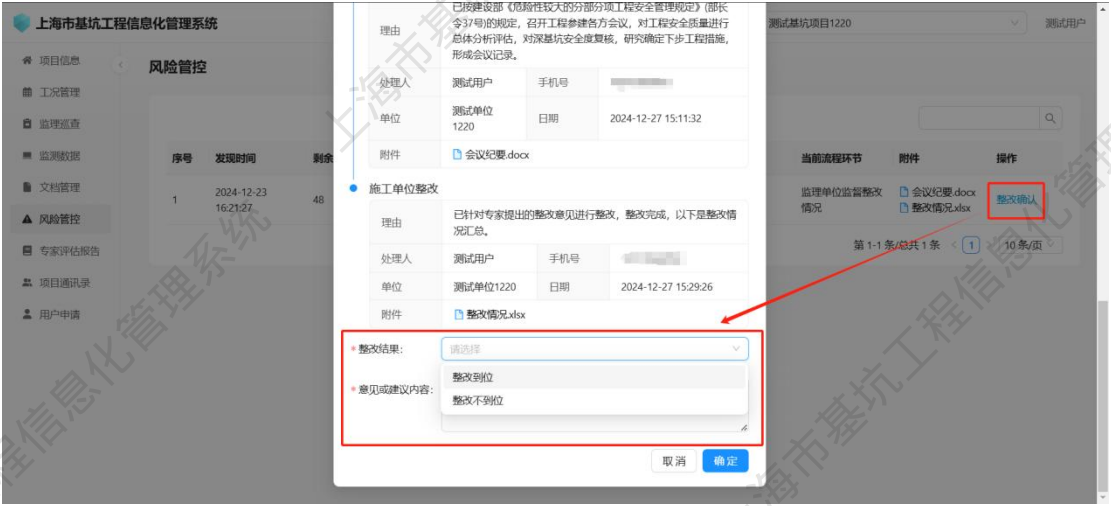 上海市基坑工程信息化管理系统
测试基坑项目1220
测试用户
项目信息
工况管理
监理巡查
监测数据
文档管理
风险管控
专家评估报告
项目通讯录
用户申请
风险管控
序号 发现时间 剩余
当前流程环节 附件 操作
1
2024-12-23
16:21:27
48
监理单位监督整改
情况
会议纪要.docx
整改情况.xlsx
整改确认
第 1-1 条/总共 1 条 < 1 > 10 条/页
理由
已按建设部《危险性较大的分部分项工程安全管理规定》(部长
令37号)的规定，召开工程参建各方会议，对工程安全质量进行
总体分析评估，对深基坑安全度复核，研究确定下步工程措施，
形成会议记录。
处理人 测试用户 手机号
单位
测试单位
1220
日期 2024-12-27 15:11:32
附件 会议纪要.docx
施工单位整改
理由
已针对专家提出的整改意见进行整改，整改完成，以下是整改情
况汇总。
处理人 测试用户 手机号
单位 测试单位1220 日期 2024-12-27 15:29:26
附件 整改情况.xlsx
* 整改结果: 请选择
整改到位
* 意见或建议内容:
整改不到位
取消 确定
上海市基坑工程信息化管理系统